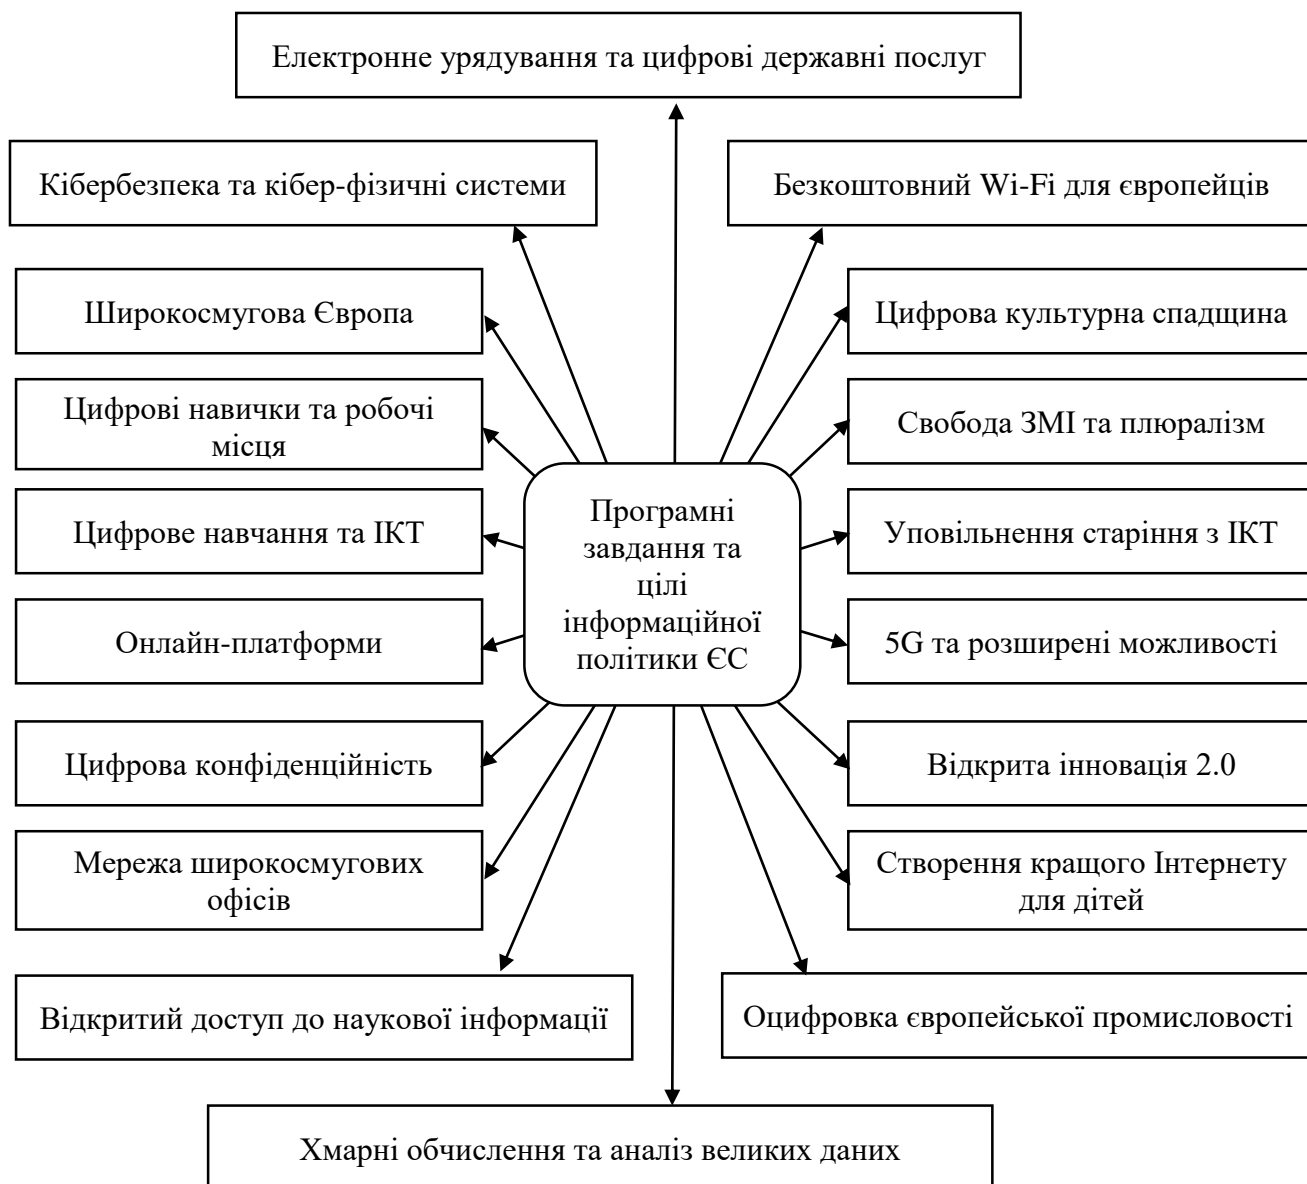 Електронне урядування та цифрові державні послуг
Кібербезпека та кібер-фізичні системи
Безкоштовний Wi-Fi для європейців
Широкосмугова Європа
Цифрова культурна спадщина
Цифрові навички та робочі
місця
Свобода ЗМІ та плюралізм
Цифрове навчання та ІКТ
Уповільнення старіння з ІКТ
Програмні
завдання та
цілі
інформаційної
політики ЄС
Онлайн-платформи
5G та розширені можливості
Цифрова конфіденційність
Відкрита інновація 2.0
Мережа широкосмугових
офісів
Створення кращого Інтернету
для дітей
Відкритий доступ до наукової інформації
Оцифровка європейської промисловості
Хмарні обчислення та аналіз великих даних